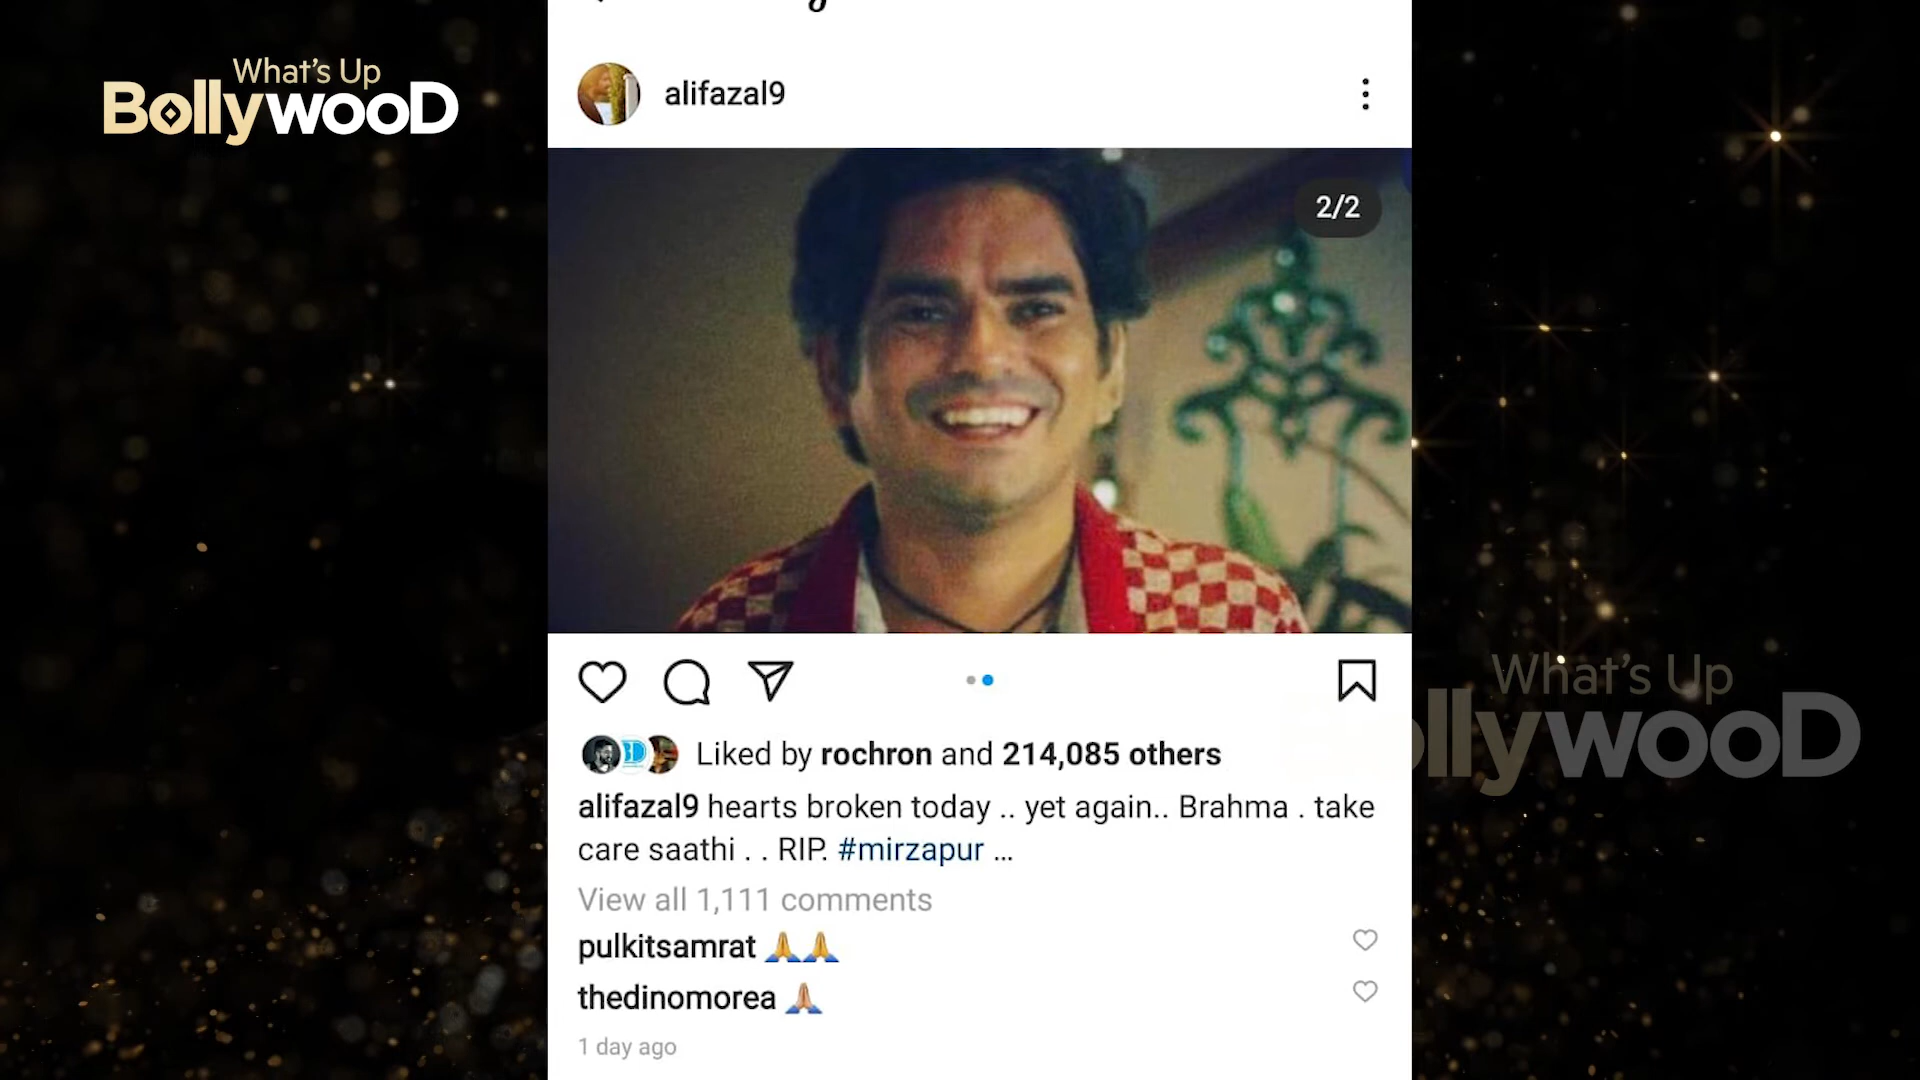 What's Up
BollywooD
alifazal9
2/2
Liked by rochron and 214,085 others
alifazal9 hearts broken today .. yet again.. Brahma . take
care saathi . . RIP. #mirzapur ...
View all 1,111 comments
pulkitsamrat 🙏🙏
thedinomorea 🙏
1 day ago
What's Up
ollywooD